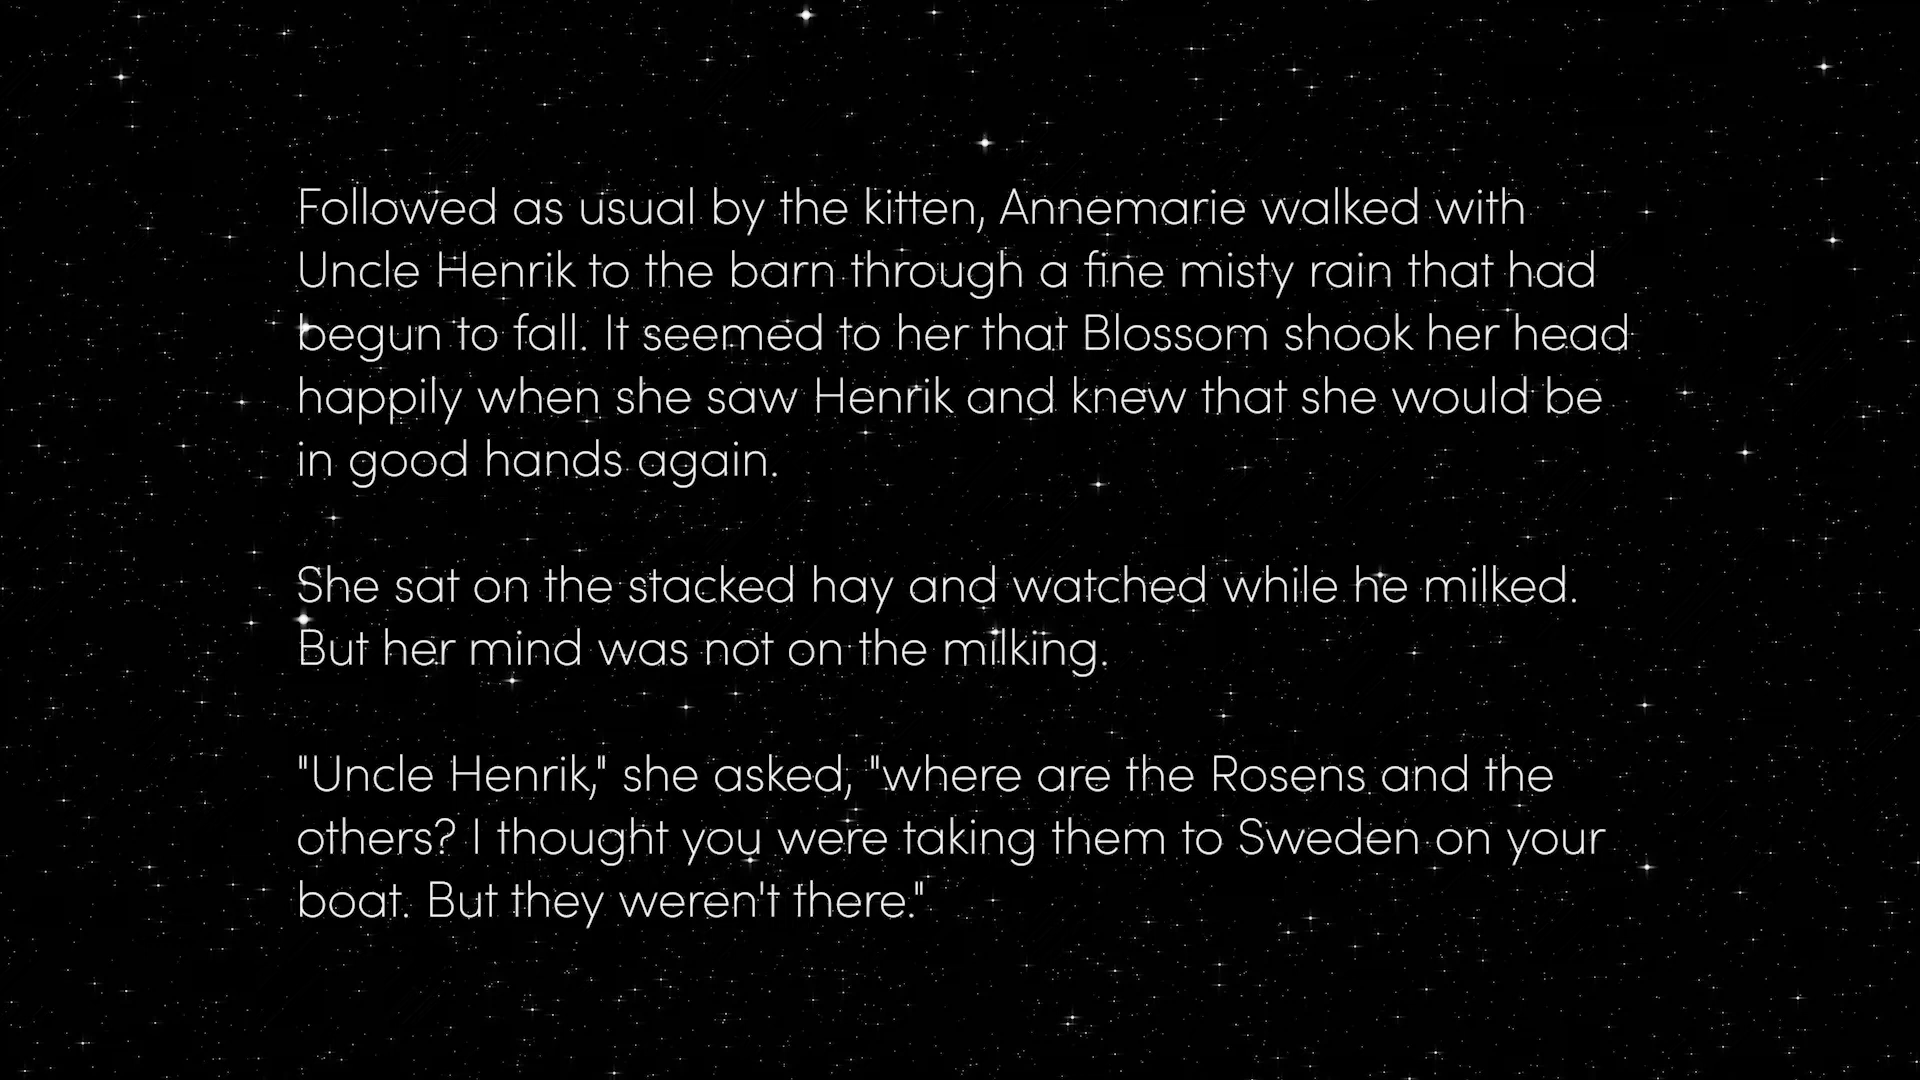 Followed as usual by the kitten, Annemarie walked with
Uncle Henrik to the barn through a fine misty rain that had
begun to fall. It seemed to her that Blossom shook her head
happily when she saw Henrik and knew that she would be
in good hands again.
She sat on the stacked hay and watched while he milked.
But her mind was not on the milking.
"Uncle Henrik," she asked, "where are the Rosens and the
others? I thought you were taking them to Sweden on your
boat. But they weren't there."